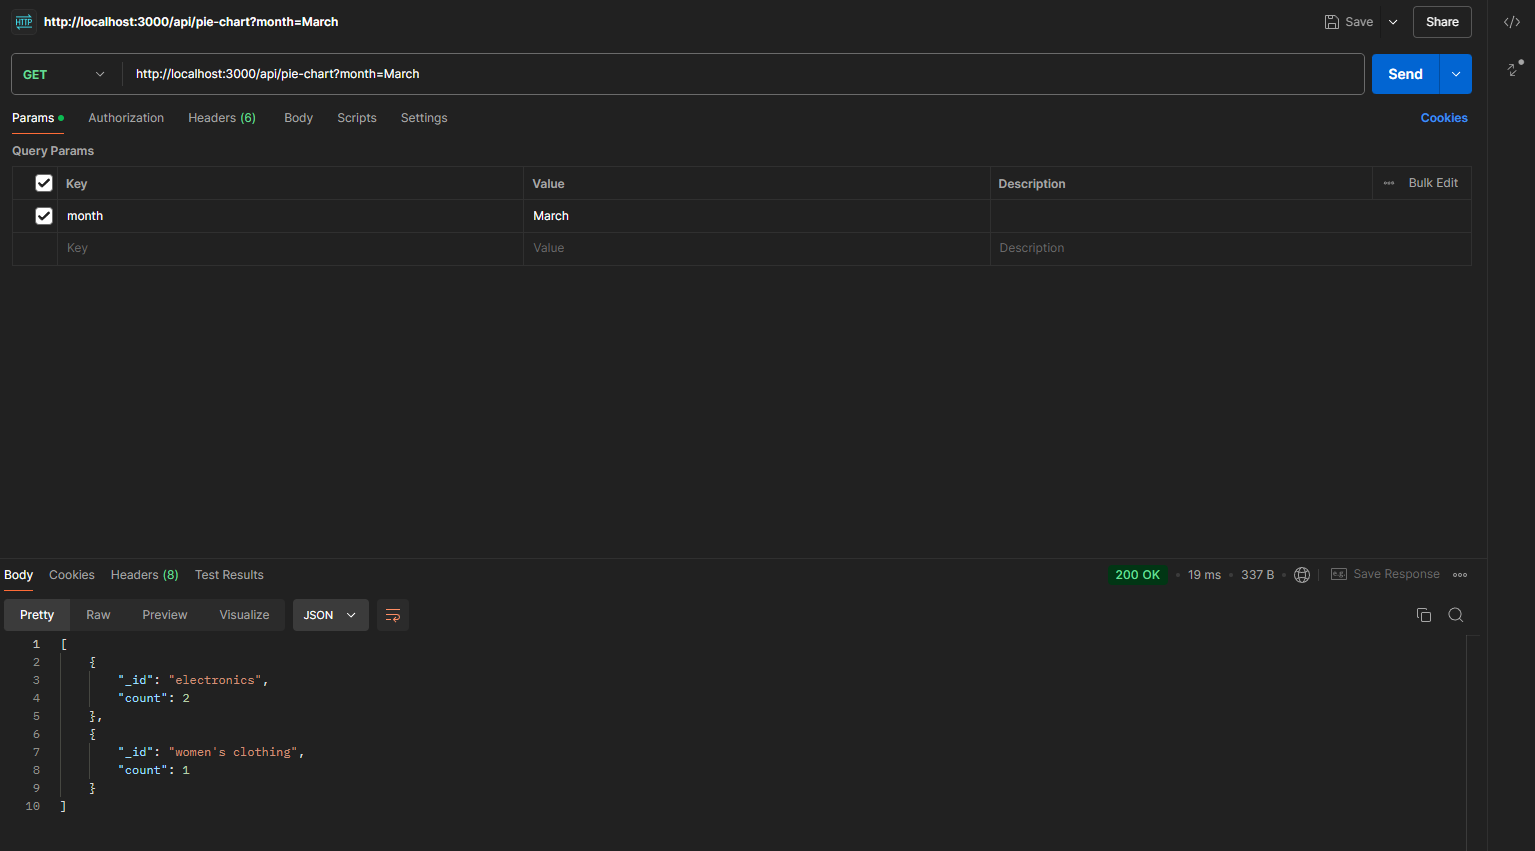 HTTP http://localhost:3000/api/pie-chart?month=March Save Share </>
GET http://localhost:3000/api/pie-chart?month=March Send
Params Authorization Headers (6) Body Scripts Settings Cookies
Query Params
Key Value Description Bulk Edit
month March
Key Value Description
Body Cookies Headers (8) Test Results 200 OK 19 ms 337 B e.g. Save Response
Pretty Raw Preview Visualize JSON
1 [
2 {
3 "_id": "electronics",
4 "count": 2
5 },
6 {
7 "_id": "women's clothing",
8 "count": 1
9 }
10 ]